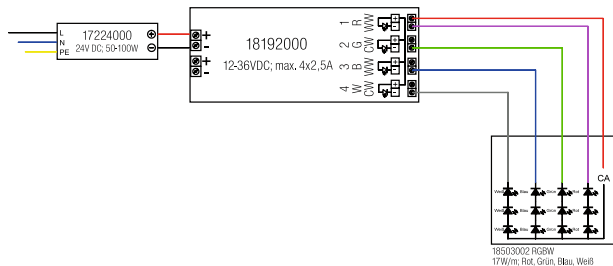 L
N
PE
17224000
24V DC; 50-100W
+
−
+
-
+
-
18192000
12-36VDC; max. 4x2,5A
1 R WW
2 G CW
3 B WW
4 W CW
+
-
+
-
+
-
+
-
CA
Weiß Blau Grün Rot
Weiß Blau Grün Rot
Weiß Blau Grün Rot
18503002 RGBW
17W/m; Rot, Grün, Blau, Weiß